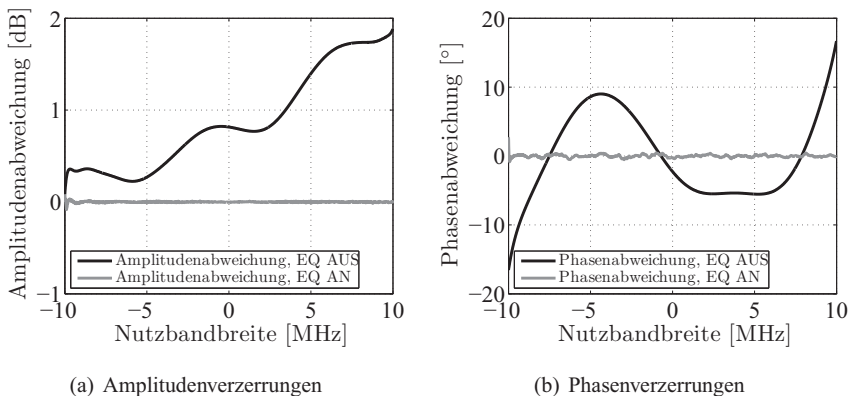 Amplitudenabweichung [dB]
2
1
0
−1
Amplitudenabweichung, EQ AUS
Amplitudenabweichung, EQ AN
−10 −5 0 5 10
Nutzbandbreite [MHz]
(a) Amplitudenverzerrungen
Phasenabweichung [°]
20
10
0
−10
−20
Phasenabweichung, EQ AUS
Phasenabweichung, EQ AN
−10 −5 0 5 10
Nutzbandbreite [MHz]
(b) Phasenverzerrungen